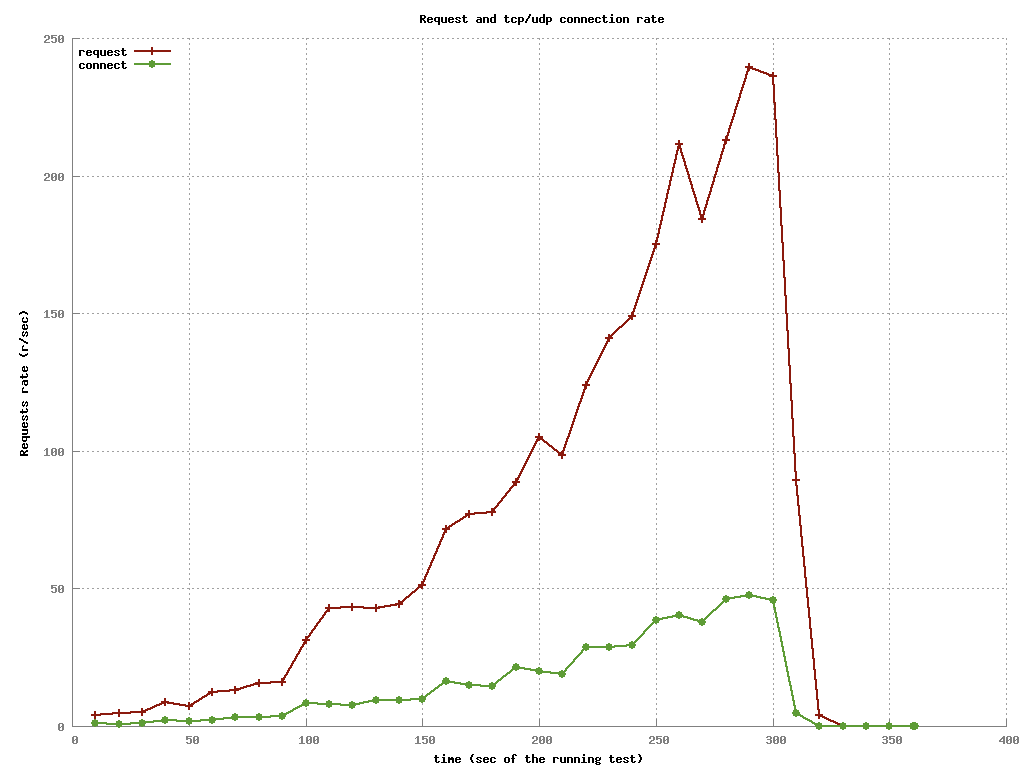 Request and tcp/udp connection rate
250
request
connect
200
150
Requests rate (r/sec)
100
50
0
0 50 100 150 200 250 300 350 400
time (sec of the running test)